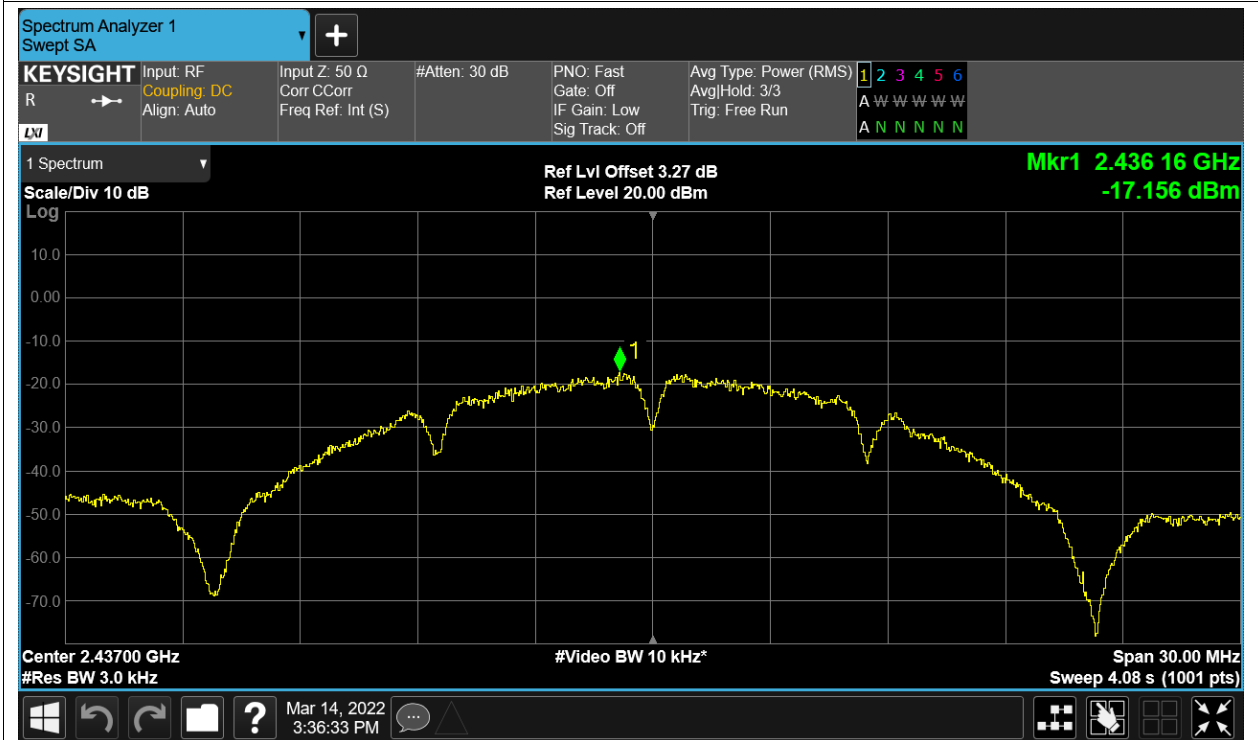 Spectrum Analyzer 1
Swept SA
+
KEYSIGHT
R
LXI
Input: RF
Coupling: DC
Align: Auto
Input Z: 50 Ω
Corr CCorr
Freq Ref: Int (S)
#Atten: 30 dB
PNO: Fast
Gate: Off
IF Gain: Low
Sig Track: Off
Avg Type: Power (RMS)
Avg|Hold: 3/3
Trig: Free Run
1 2 3 4 5 6
A W W W W W
A N N N N N
1 Spectrum
Scale/Div 10 dB
Log
Ref Lvl Offset 3.27 dB
Ref Level 20.00 dBm
Mkr1 2.436 16 GHz
-17.156 dBm
10.0
0.00
-10.0
1
-20.0
-30.0
-40.0
-50.0
-60.0
-70.0
Center 2.43700 GHz
#Res BW 3.0 kHz
#Video BW 10 kHz*
Span 30.00 MHz
Sweep 4.08 s (1001 pts)
?
Mar 14, 2022
3:36:33 PM